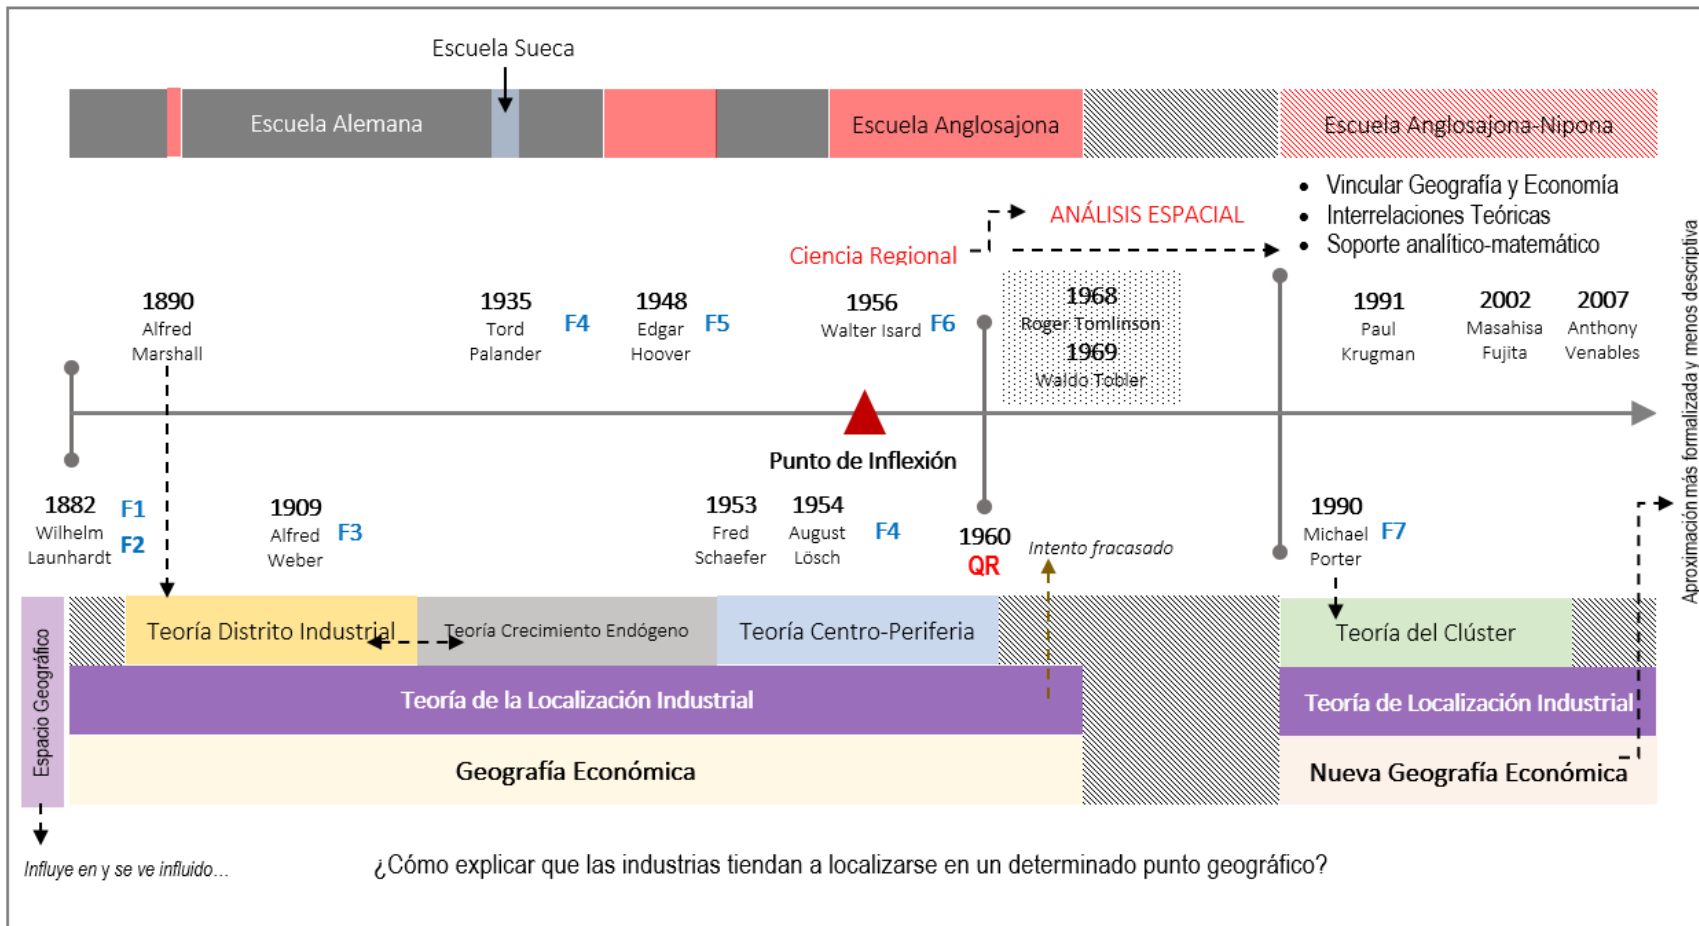 Escuela Sueca
Escuela Alemana
Escuela Anglosajona
Escuela Anglosajona-Nipona
• Vincular Geografía y Economía
• Interrelaciones Teóricas
• Soporte analítico-matemático
ANÁLISIS ESPACIAL
Ciencia Regional
1890
Alfred
Marshall
1935
Tord
Palander
F4
1948
Edgar
Hoover
F5
1956
Walter Isard
F6
1968
Roger Tomlinson
1969
Waldo Tobler
1991
Paul
Krugman
2002
Masahisa
Fujita
2007
Anthony
Venables
Aproximación más formalizada y menos descriptiva
Punto de Inflexión
1882
Wilhelm
Launhardt
F1
F2
1909
Alfred
Weber
F3
1953
Fred
Schaefer
1954
August
Lösch
F4
1960
QR
Intento fracasado
1990
Michael
Porter
F7
Espacio Geográfico
Teoría Distrito Industrial
Teoría Crecimiento Endógeno
Teoría Centro-Periferia
Teoría del Clúster
Teoría de la Localización Industrial
Teoría de Localización Industrial
Geografía Económica
Nueva Geografía Económica
Influye en y se ve influido...
¿Cómo explicar que las industrias tiendan a localizarse en un determinado punto geográfico?